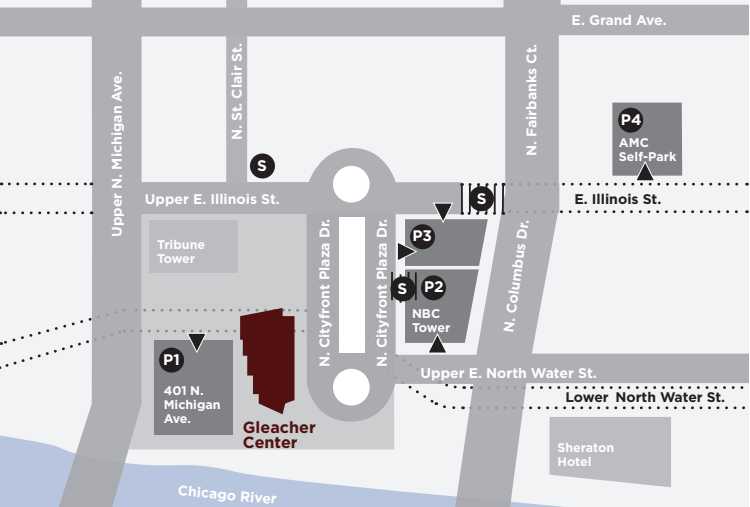 E. Grand Ave.
Upper N. Michigan Ave.
N. St. Clair St.
N. Fairbanks Ct.
P4
AMC
Self-Park
S
Upper E. Illinois St.
S
E. Illinois St.
Tribune
Tower
N. Cityfront Plaza Dr.
N. Cityfront Plaza Dr.
P3
N. Columbus Dr.
S
P2
NBC
Tower
P1
401 N.
Michigan
Ave.
Upper E. North Water St.
Lower North Water St.
Gleacher
Center
Sheraton
Hotel
Chicago River